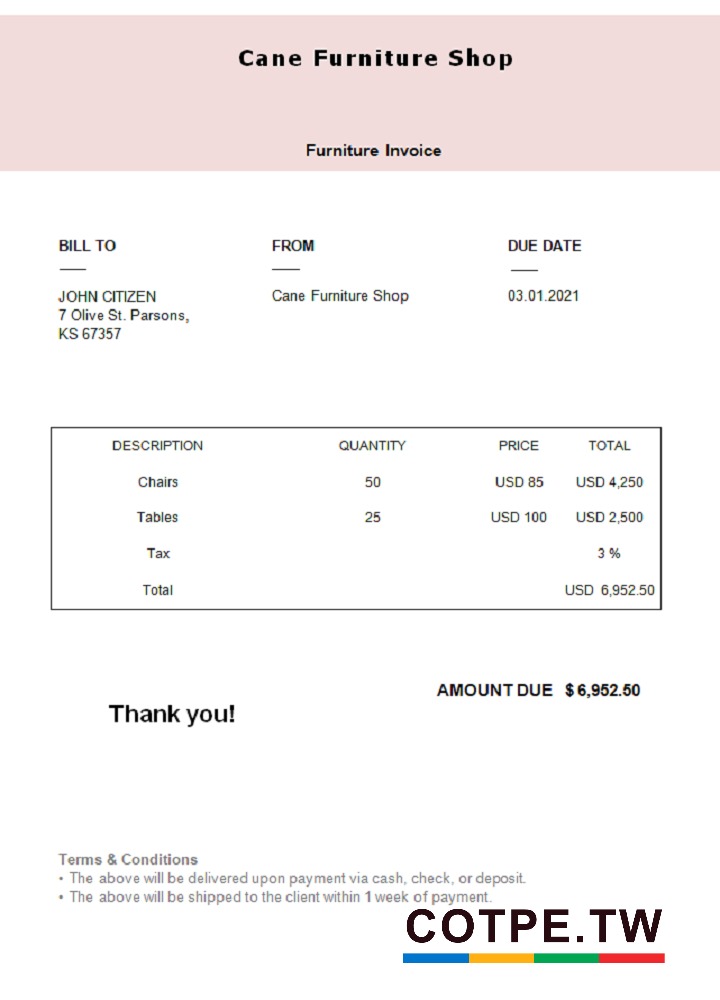 Cane Furniture Shop
Furniture Invoice
BILL TO FROM DUE DATE
JOHN CITIZEN Cane Furniture Shop 03.01.2021
7 Olive St. Parsons,
KS 67357
DESCRIPTION QUANTITY PRICE TOTAL
Chairs 50 USD 85 USD 4,250
Tables 25 USD 100 USD 2,500
Tax 3 %
Total USD 6,952.50
AMOUNT DUE $ 6,952.50
Thank you!
Terms & Conditions
• The above will be delivered upon payment via cash, check, or deposit.
• The above will be shipped to the client within 1 week of payment.
COTPE.TW